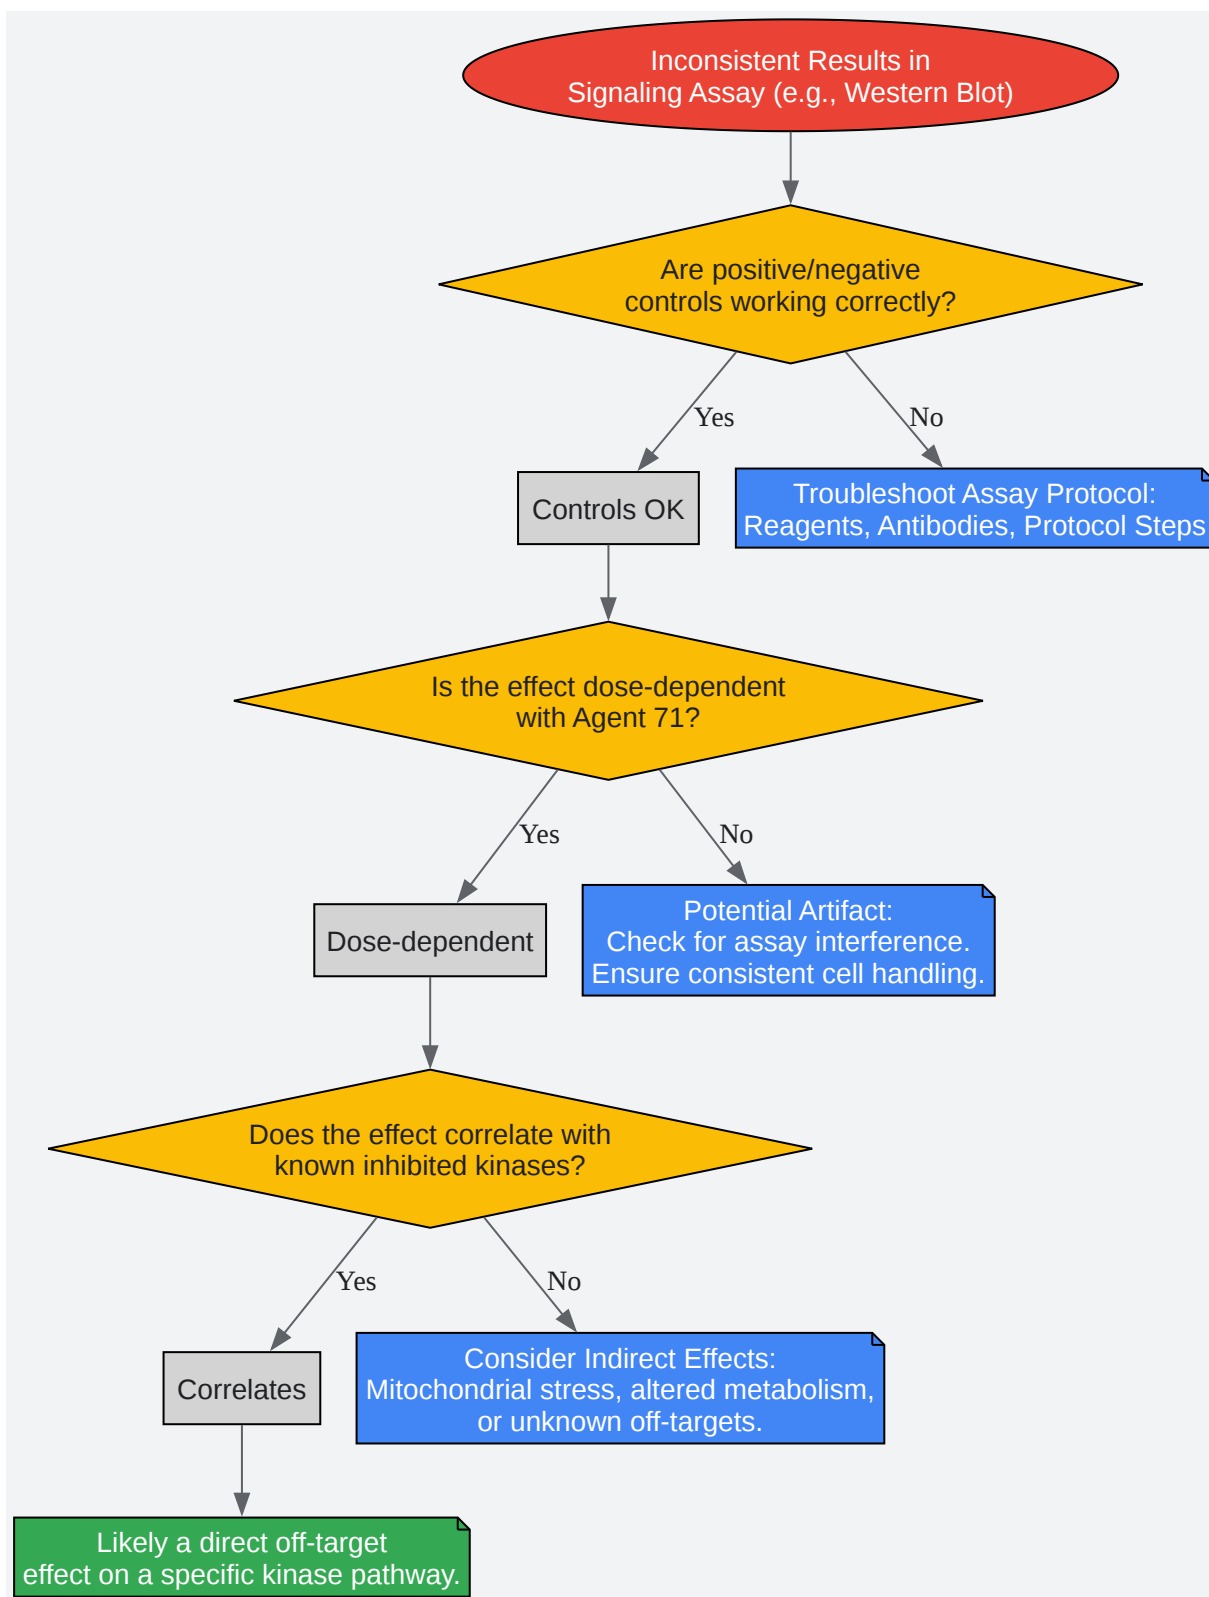 Inconsistent Results in
Signaling Assay (e.g., Western Blot)
Are positive/negative
controls working correctly?
Yes
No
Controls OK
Troubleshoot Assay Protocol:
Reagents, Antibodies, Protocol Steps
Is the effect dose-dependent
with Agent 71?
Yes
No
Dose-dependent
Potential Artifact:
Check for assay interference.
Ensure consistent cell handling.
Does the effect correlate with
known inhibited kinases?
Yes
No
Correlates
Consider Indirect Effects:
Mitochondrial stress, altered metabolism,
or unknown off-targets.
Likely a direct off-target
effect on a specific kinase pathway.